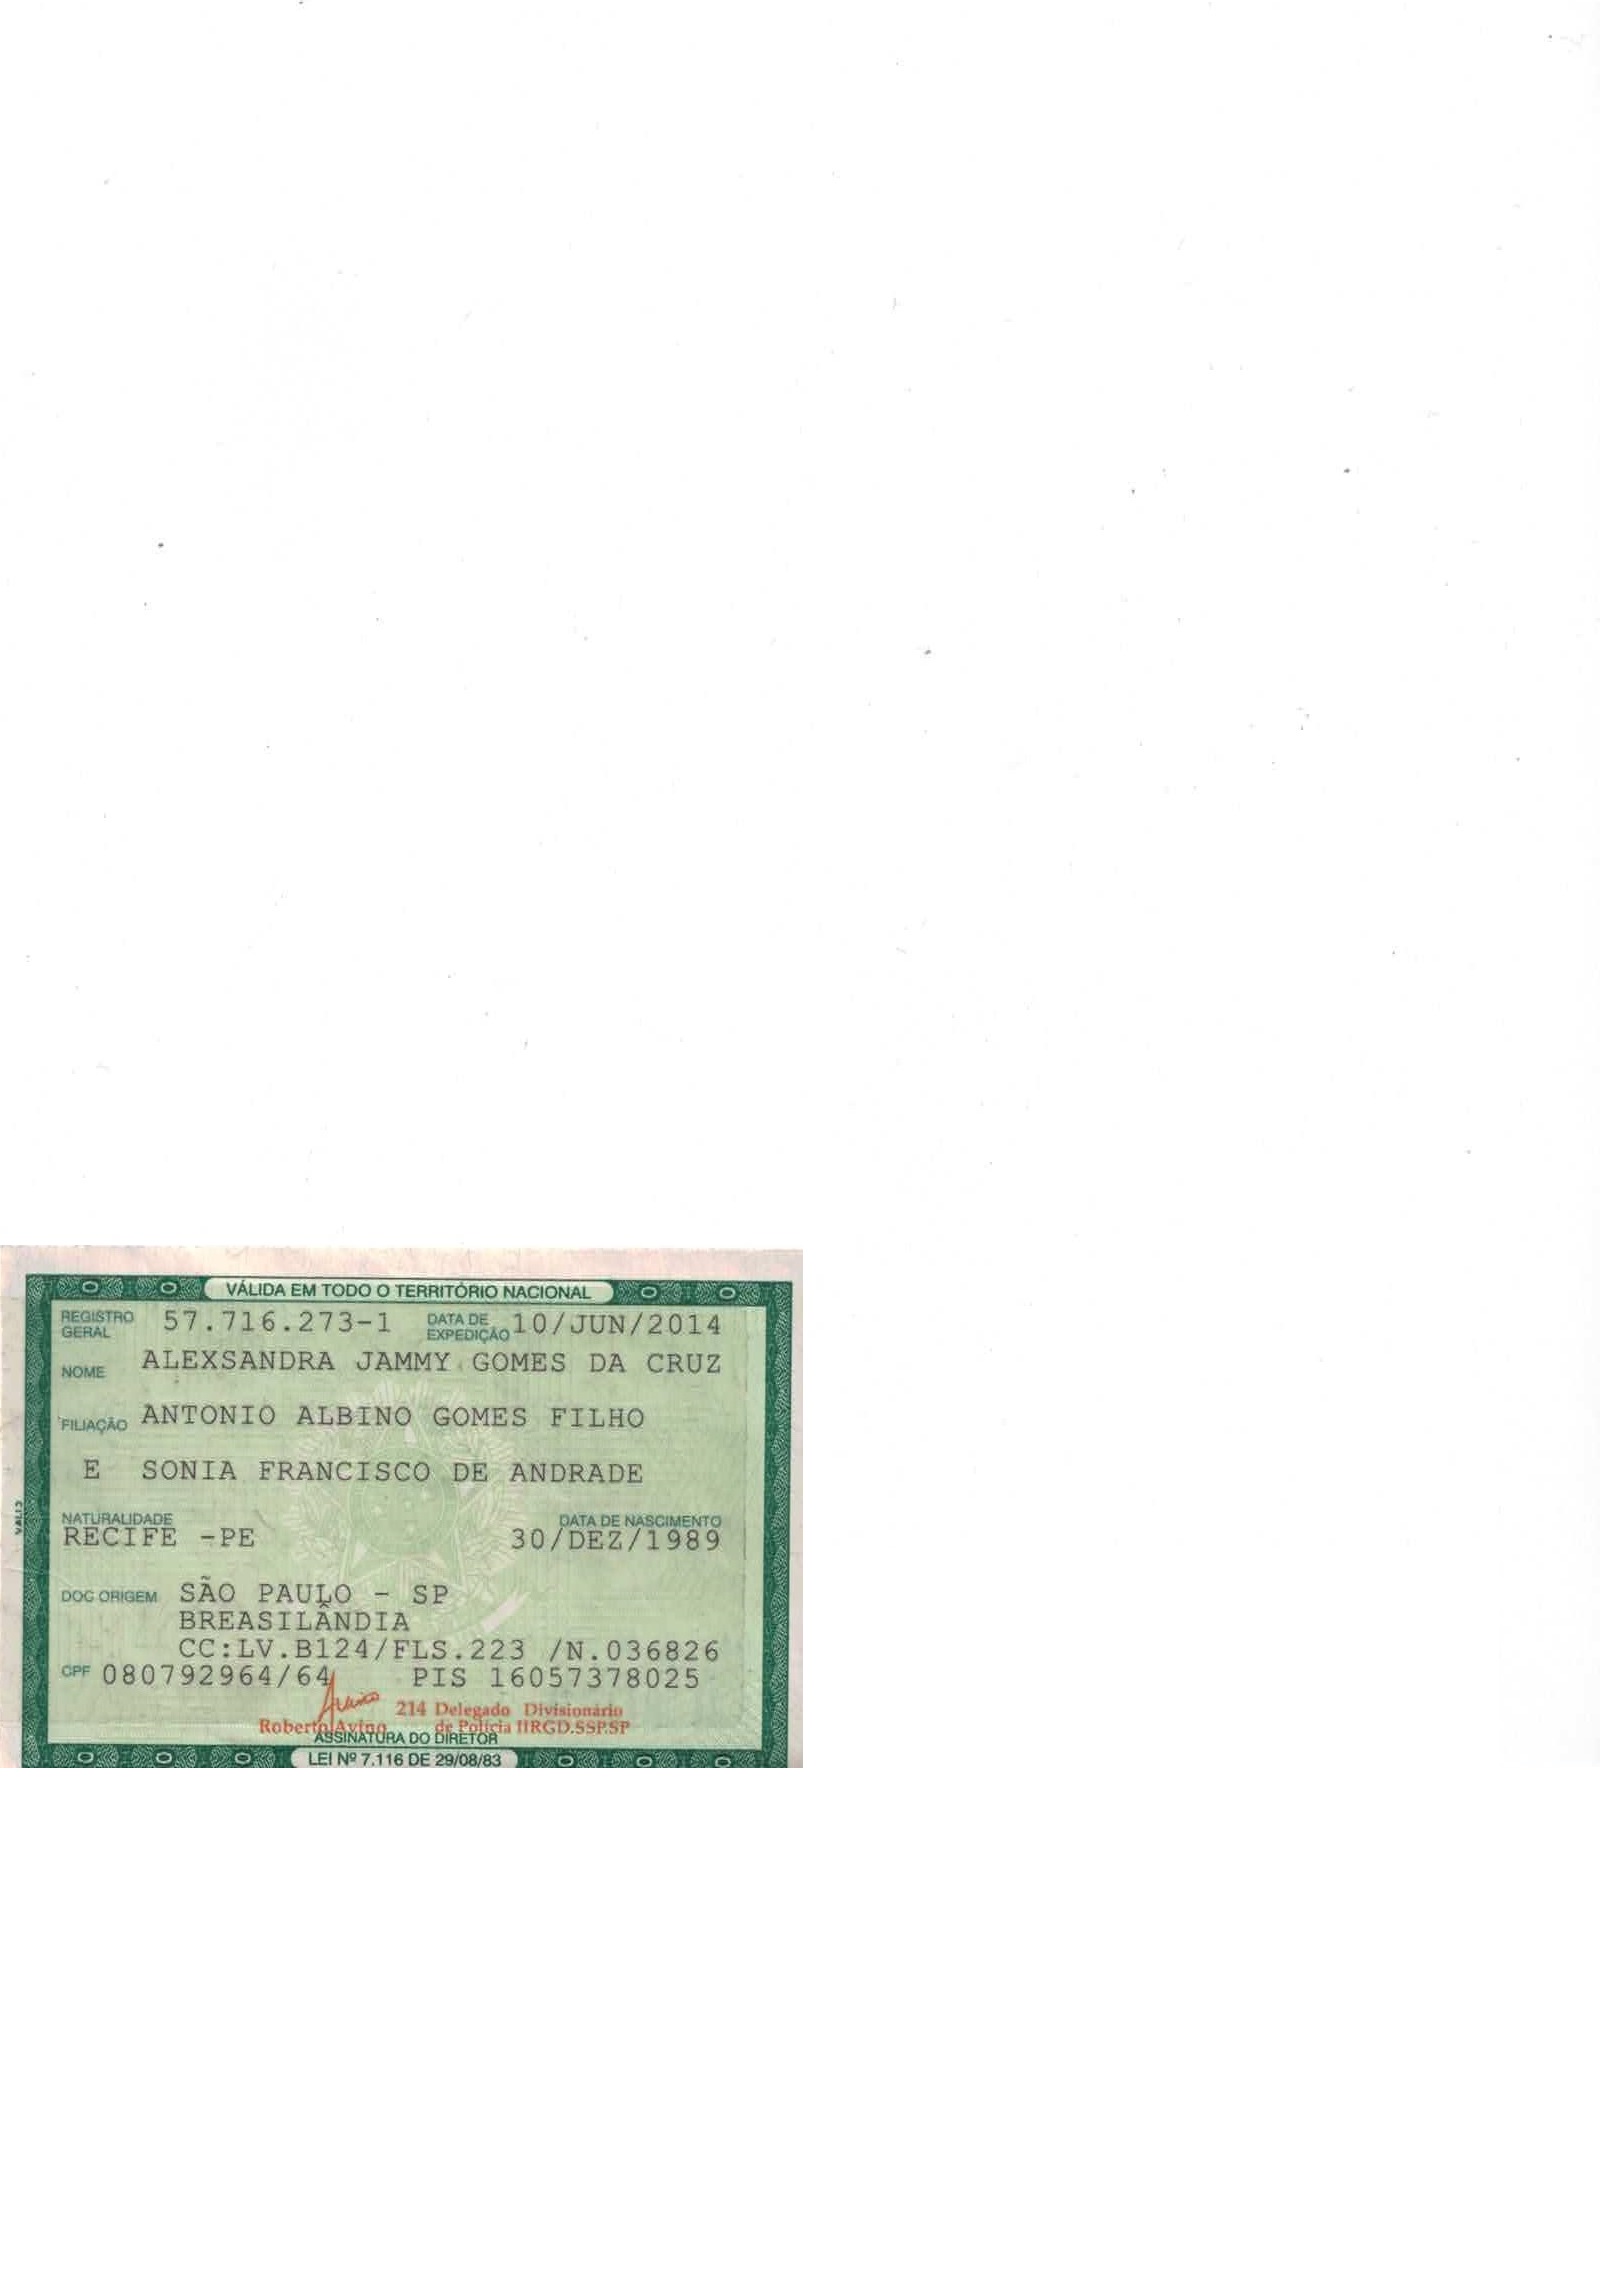 VÁLIDA EM TODO O TERRITÓRIO NACIONAL
REGISTRO GERAL 57.716.273-1 DATA DE EXPEDIÇÃO 10/JUN/2014
NOME ALEXSANDRA JAMMY GOMES DA CRUZ
FILIAÇÃO ANTONIO ALBINO GOMES FILHO
E SONIA FRANCISCO DE ANDRADE
NATURALIDADE DATA DE NASCIMENTO
RECIFE -PE 30/DEZ/1989
DOC ORIGEM SÃO PAULO - SP
BREASILÂNDIA
CC:LV.B124/FLS.223 /N.036826
CPF 080792964/64 PIS 16057378025
214 Delegado Divisionário
Roberto Avino de Polícia IIRGD.SSP.SP
ASSINATURA DO DIRETOR
LEI Nº 7.116 DE 29/08/83